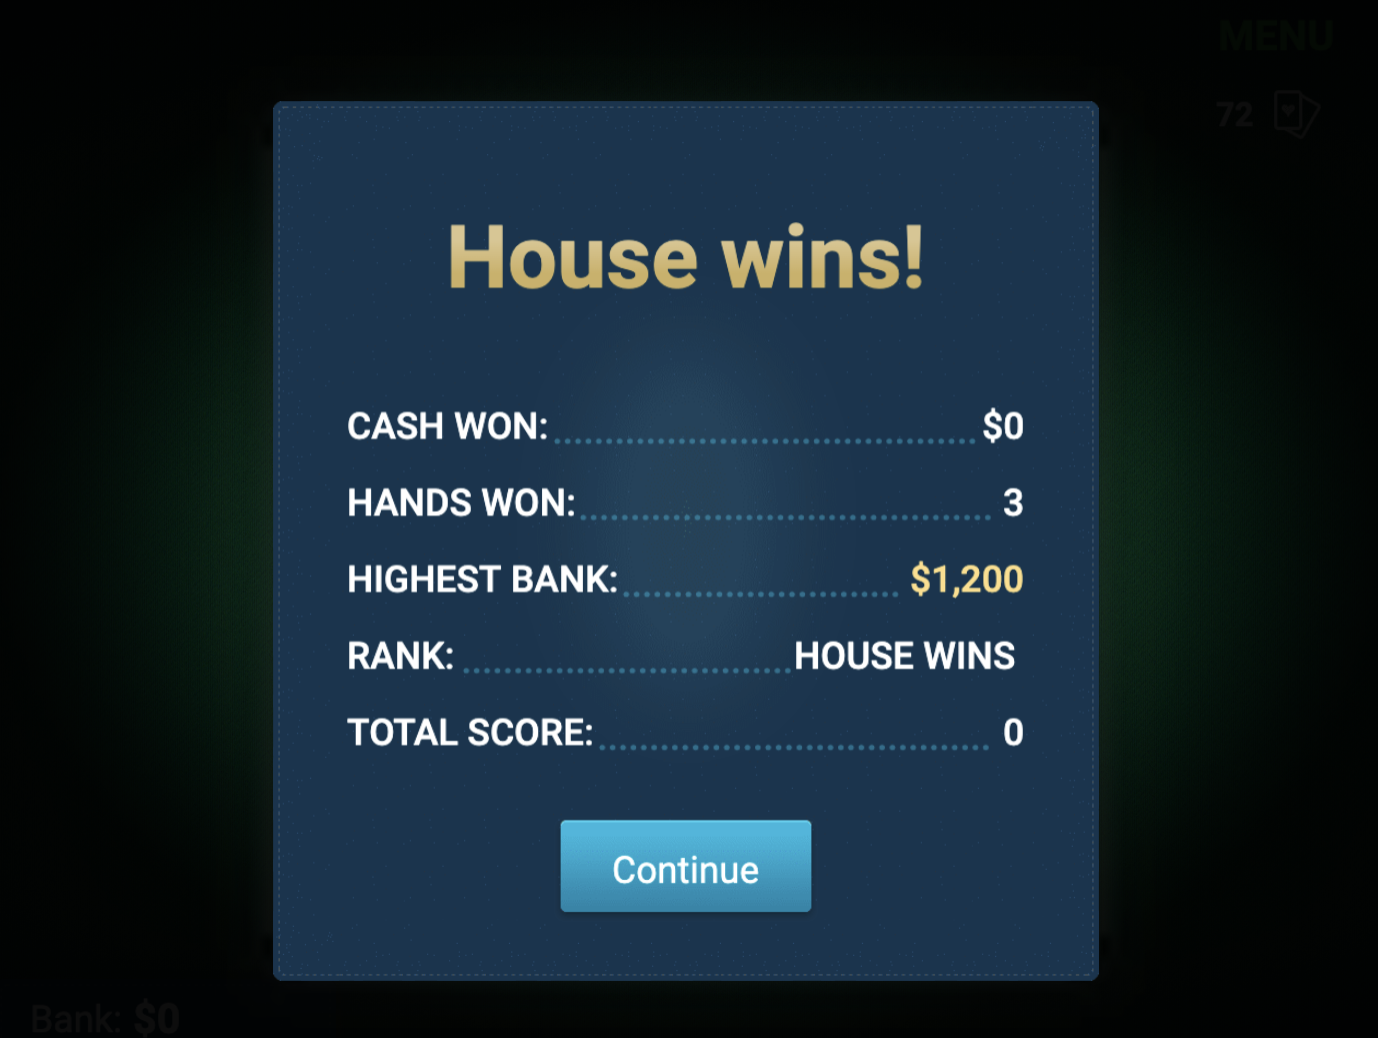 MENU
72
House wins!
CASH WON: $0
HANDS WON: 3
HIGHEST BANK: $1,200
RANK: HOUSE WINS
TOTAL SCORE: 0
Continue
Bank: $0